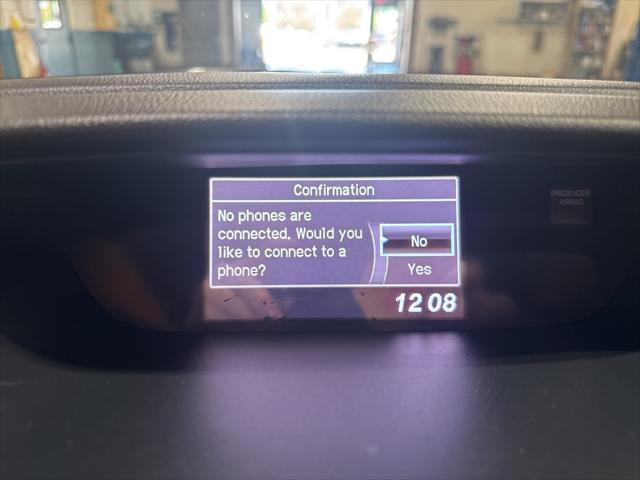 Confirmation
No phones are
connected. Would you
like to connect to a
phone?
No
Yes
12:08
PASSENGER
AIRBAG